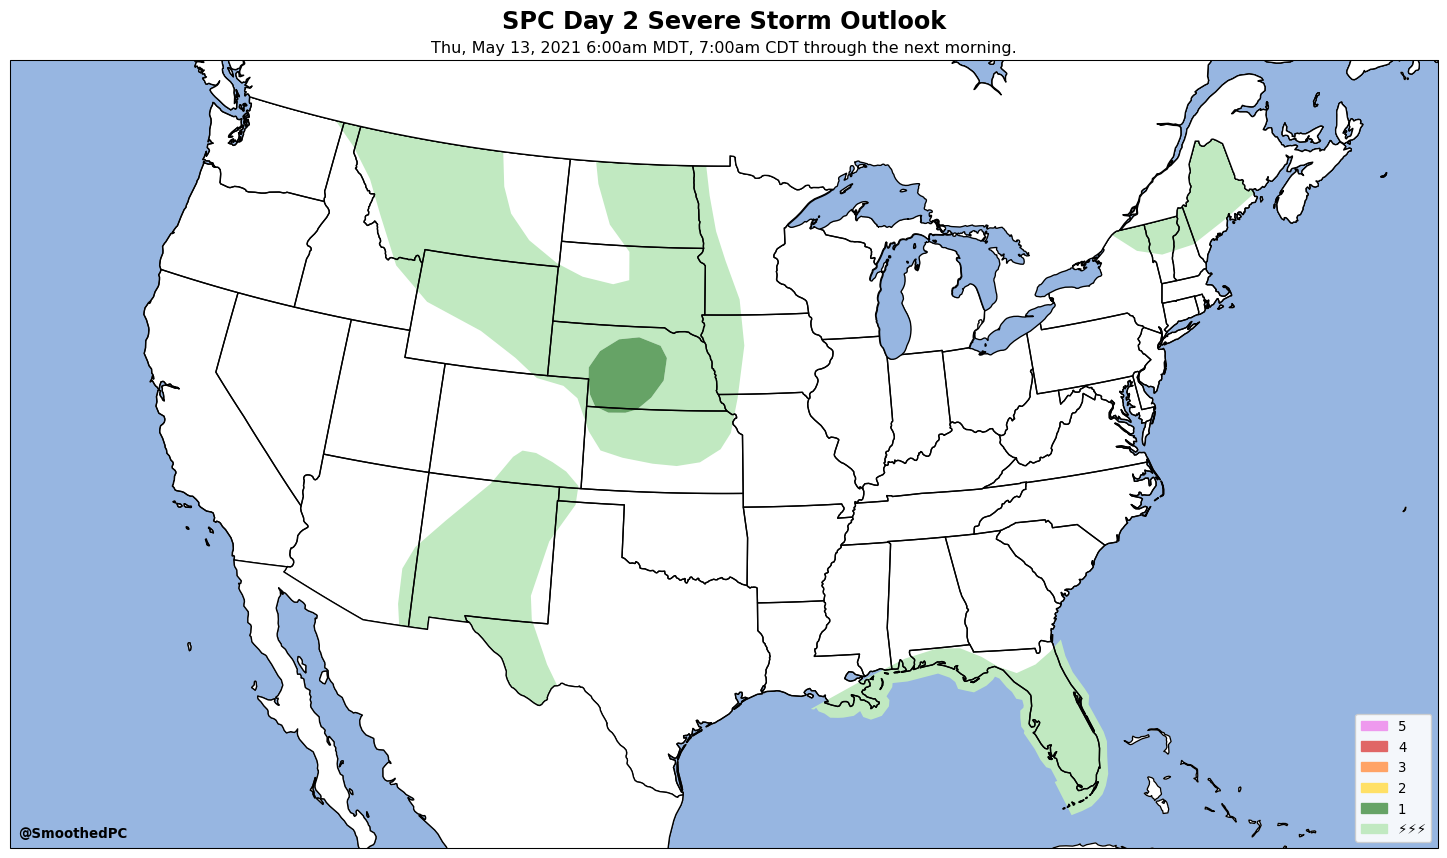 SPC Day 2 Severe Storm Outlook
Thu, May 13, 2021 6:00am MDT, 7:00am CDT through the next morning.
5
4
3
2
1
⚡⚡⚡
@SmoothedPC